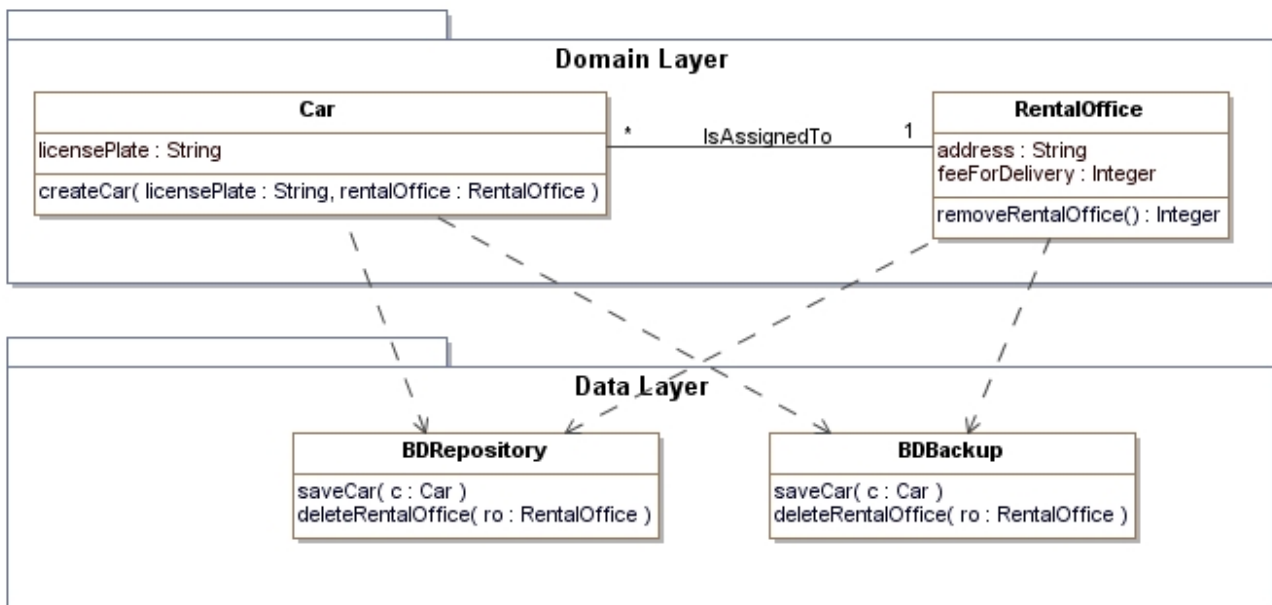 Domain Layer
Car
licensePlate : String
createCar( licensePlate : String, rentalOffice : RentalOffice )
* IsAssignedTo 1
RentalOffice
address : String
feeForDelivery : Integer
removeRentalOffice() : Integer
Data Layer
BDRepository
saveCar( c : Car )
deleteRentalOffice( ro : RentalOffice )
BDBackup
saveCar( c : Car )
deleteRentalOffice( ro : RentalOffice )